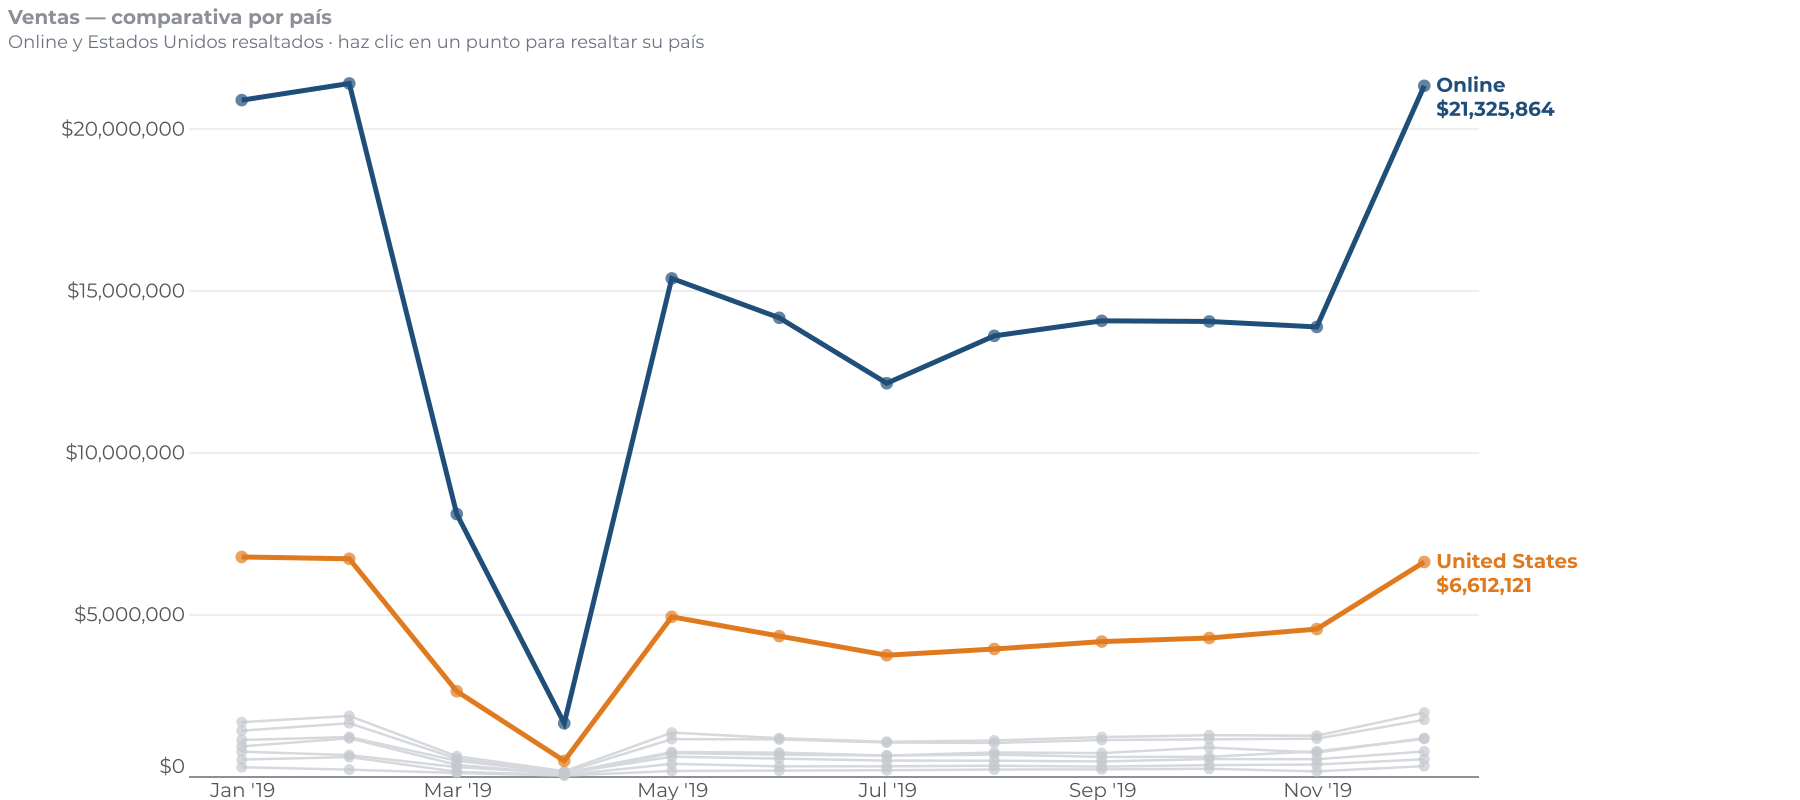 Ventas — comparativa por país
Online y Estados Unidos resaltados · haz clic en un punto para resaltar su país
Online
$21,325,864
$20,000,000
$15,000,000
$10,000,000
United States
$6,612,121
$5,000,000
$0
Jan '19
Mar '19
May '19
Jul '19
Sep '19
Nov '19